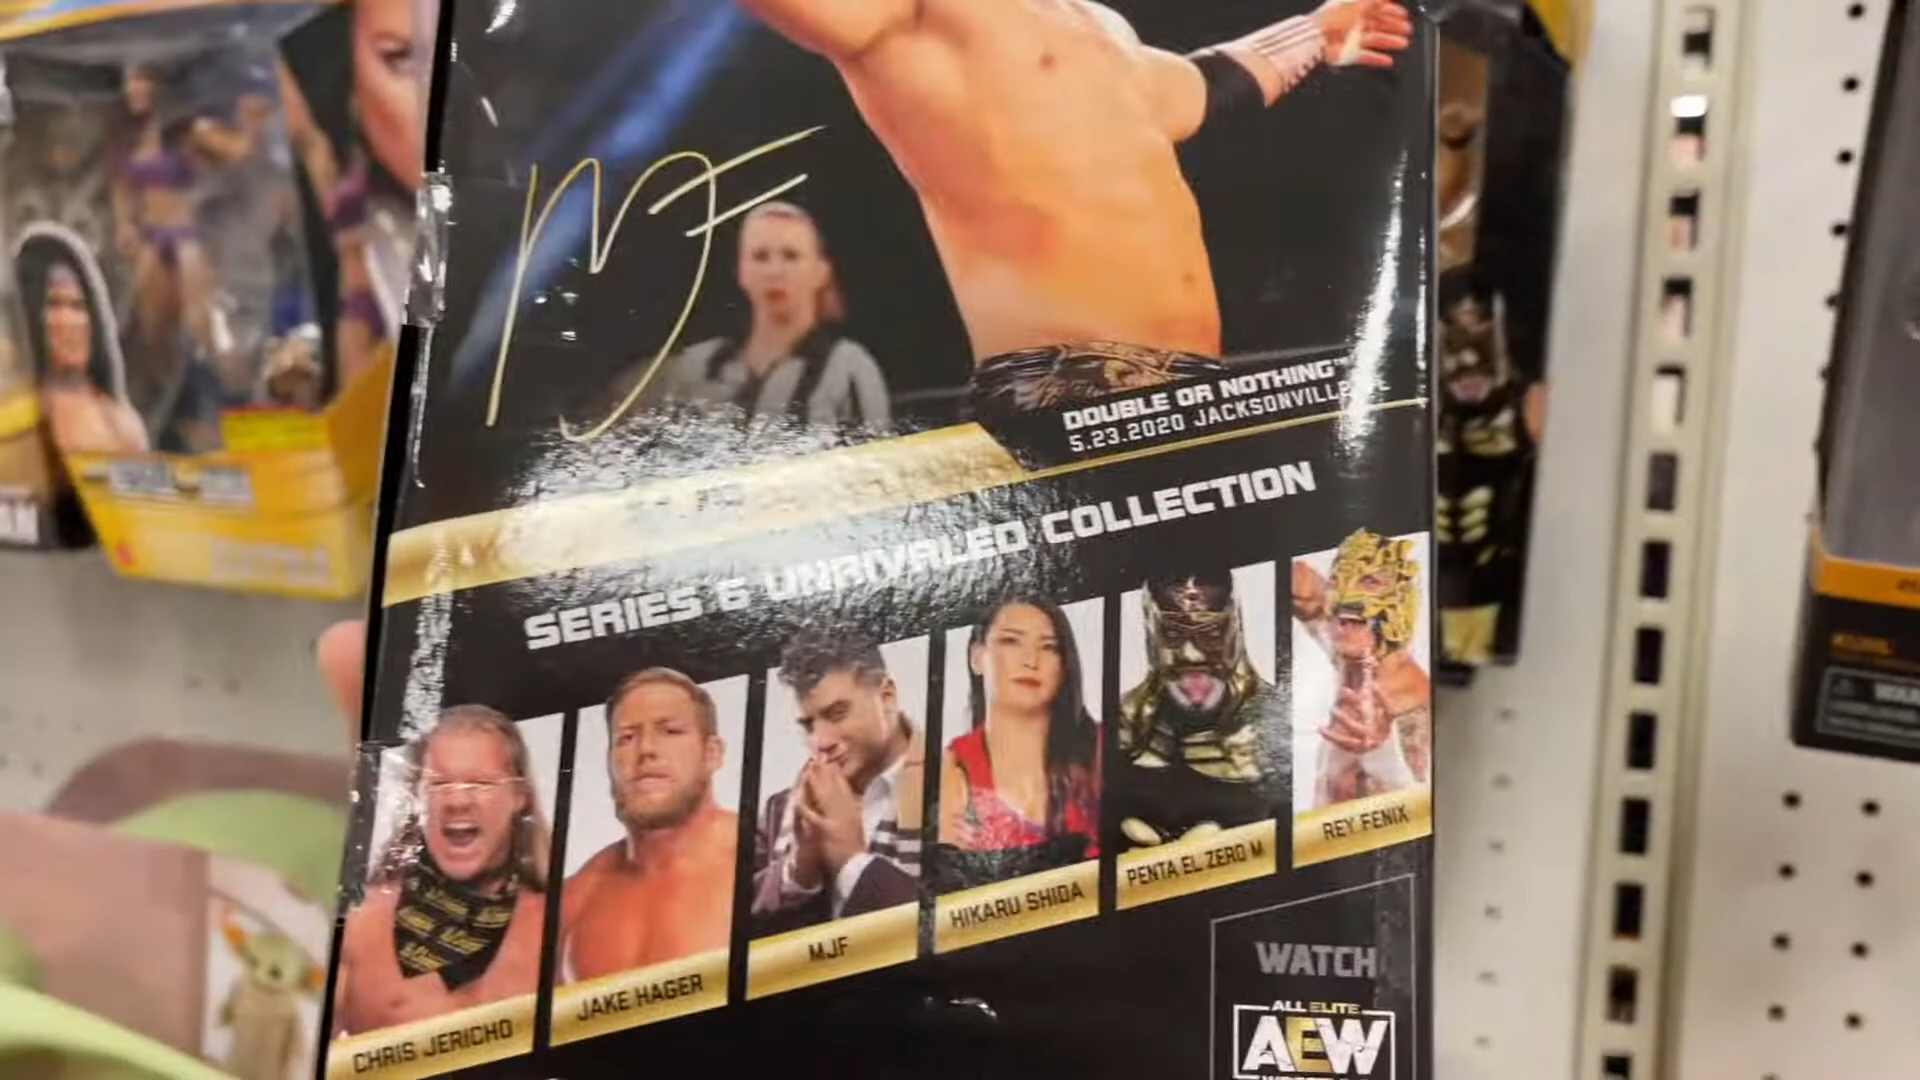 MJF
DOUBLE OR NOTHING™
5.23.2020 JACKSONVILLE
SERIES 6 UNRIVALED COLLECTION
CHRIS JERICHO
JAKE HAGER
MJF
HIKARU SHIDA
PENTA EL ZERO M
REY FENIX
WATCH
ALL ELITE
AEW